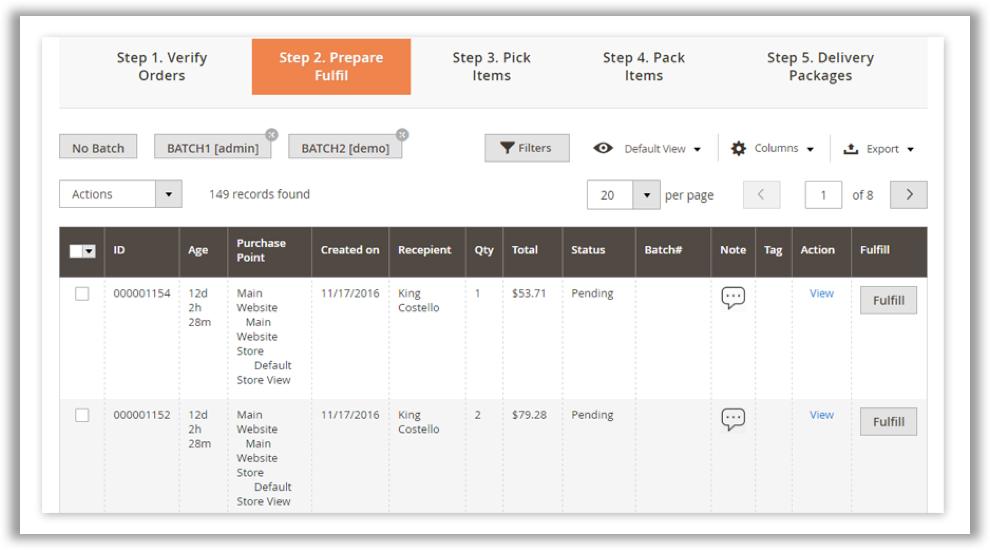 Step 1. Verify
Orders
Step 2. Prepare
Fulfil
Step 3. Pick
Items
Step 4. Pack
Items
Step 5. Delivery
Packages
No Batch
BATCH1 [admin]
BATCH2 [demo]
Filters
Default View
Columns
Export
Actions
149 records found
20
per page
1
of 8
ID
Age
Purchase
Point
Created on
Recepient
Qty
Total
Status
Batch#
Note
Tag
Action
Fulfill
000001154
12d
2h
28m
Main
Website
Main
Website
Store
Default
Store View
11/17/2016
King
Costello
1
$53.71
Pending
View
Fulfill
000001152
12d
2h
28m
Main
Website
Main
Website
Store
Default
Store View
11/17/2016
King
Costello
2
$79.28
Pending
View
Fulfill